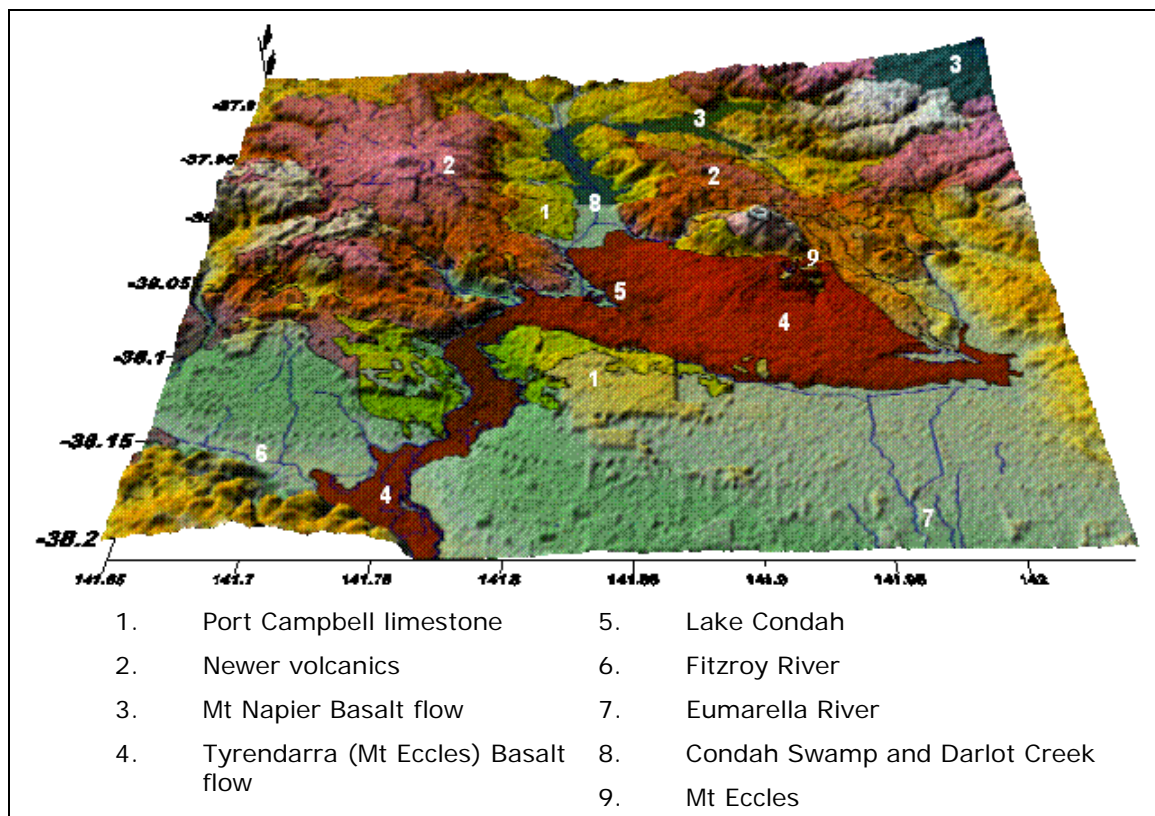 3
-37.9
3
-37.95
2
2
1
8
9
-38.05
5
4
-38.1
1
-38.15
6
4
7
-38.2
141.65 141.7 141.75 141.8 141.85 141.9 141.95 142
1. Port Campbell limestone
2. Newer volcanics
3. Mt Napier Basalt flow
4. Tyrendarra (Mt Eccles) Basalt
flow
5. Lake Condah
6. Fitzroy River
7. Eumarella River
8. Condah Swamp and Darlot Creek
9. Mt Eccles